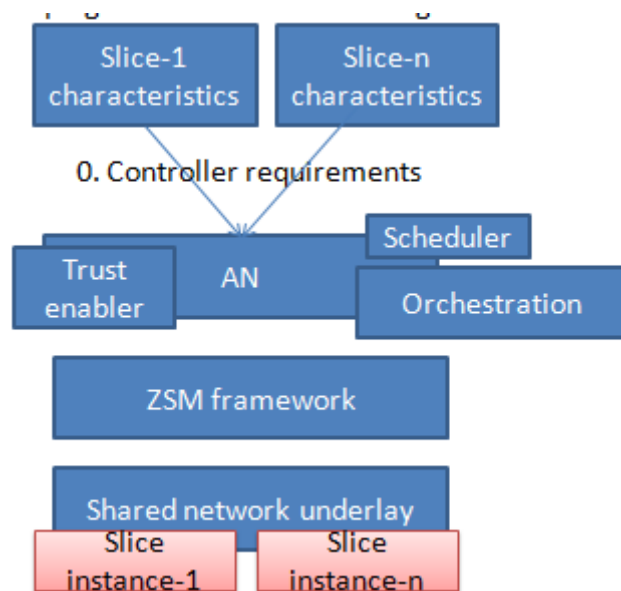 Slice-1
characteristics
Slice-n
characteristics
0. Controller requirements
Scheduler
Trust
enabler
AN
Orchestration
ZSM framework
Shared network underlay
Slice
instance-1
Slice
instance-n